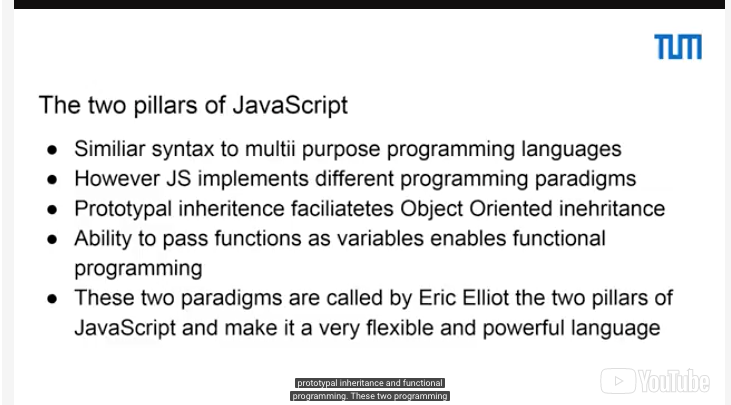 TUM
The two pillars of JavaScript
● Similiar syntax to multii purpose programming languages
● However JS implements different programming paradigms
● Prototypal inheritence faciliatetes Object Oriented inehritance
● Ability to pass functions as variables enables functional
programming
● These two paradigms are called by Eric Elliot the two pillars of
JavaScript and make it a very flexible and powerful language
YouTube
prototypal inheritance and functional
programming. These two programming